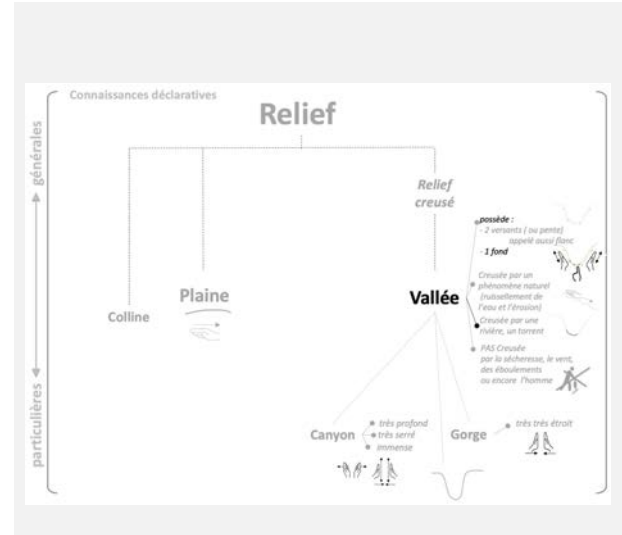 Connaissances déclaratives
Relief
générales
particulières
Relief
creusé
Colline
Plaine
Vallée
possède :
- 2 versants ( ou pente)
appelé aussi flanc
- 1 fond
Creusée par un
phénomène naturel
(ruissellement de
l'eau et l'érosion)
Creusée par une
rivière, un torrent
PAS Creusée
par la sécheresse, le vent,
des éboulements
ou encore l'homme
Canyon
très profond
très serré
immense
Gorge
très très étroit